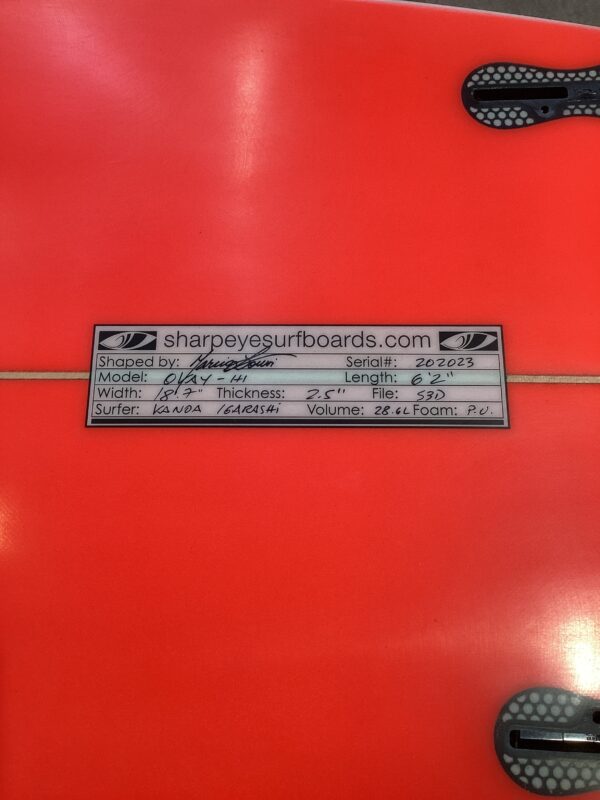 sharpeyesurfboards.com
Shaped by: Serial#: 202023
Model: OKAY-HI Length: 6'2"
Width: 18.7" Thickness: 2.5" File: S3D
Surfer: KANOA IGARASHI Volume: 28.6L Foam: P.U.